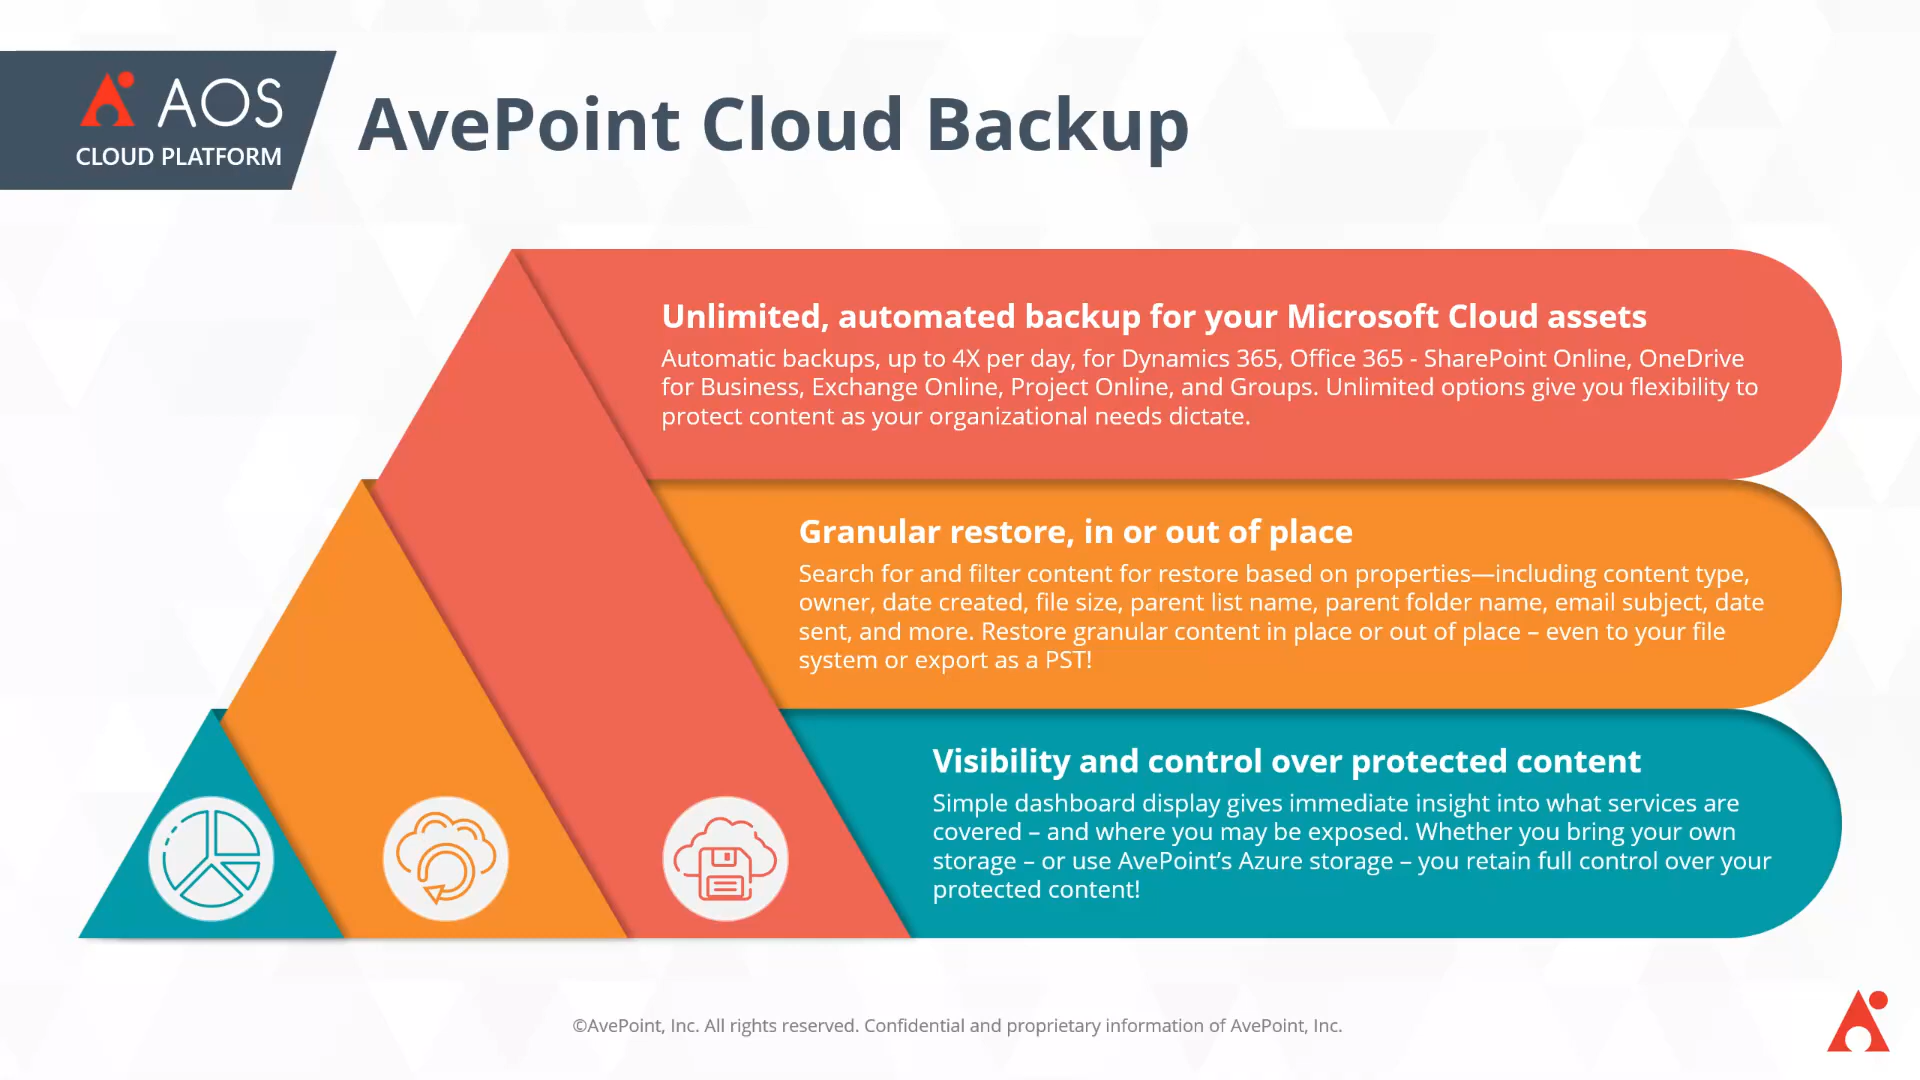 AOS
CLOUD PLATFORM
AvePoint Cloud Backup
Unlimited, automated backup for your Microsoft Cloud assets
Automatic backups, up to 4X per day, for Dynamics 365, Office 365 - SharePoint Online, OneDrive
for Business, Exchange Online, Project Online, and Groups. Unlimited options give you flexibility to
protect content as your organizational needs dictate.
Granular restore, in or out of place
Search for and filter content for restore based on properties—including content type,
owner, date created, file size, parent list name, parent folder name, email subject, date
sent, and more. Restore granular content in place or out of place – even to your file
system or export as a PST!
Visibility and control over protected content
Simple dashboard display gives immediate insight into what services are
covered – and where you may be exposed. Whether you bring your own
storage – or use AvePoint’s Azure storage – you retain full control over your
protected content!
©AvePoint, Inc. All rights reserved. Confidential and proprietary information of AvePoint, Inc.